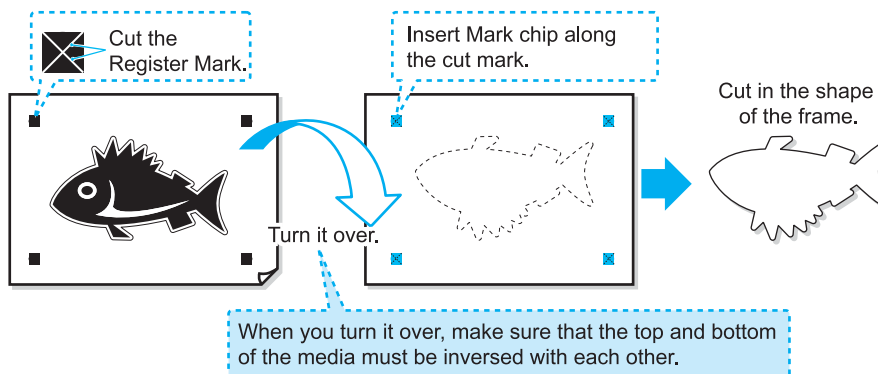 Cut the
Register Mark.
Insert Mark chip along
the cut mark.
Cut in the shape
of the frame.
Turn it over.
When you turn it over, make sure that the top and bottom
of the media must be inversed with each other.